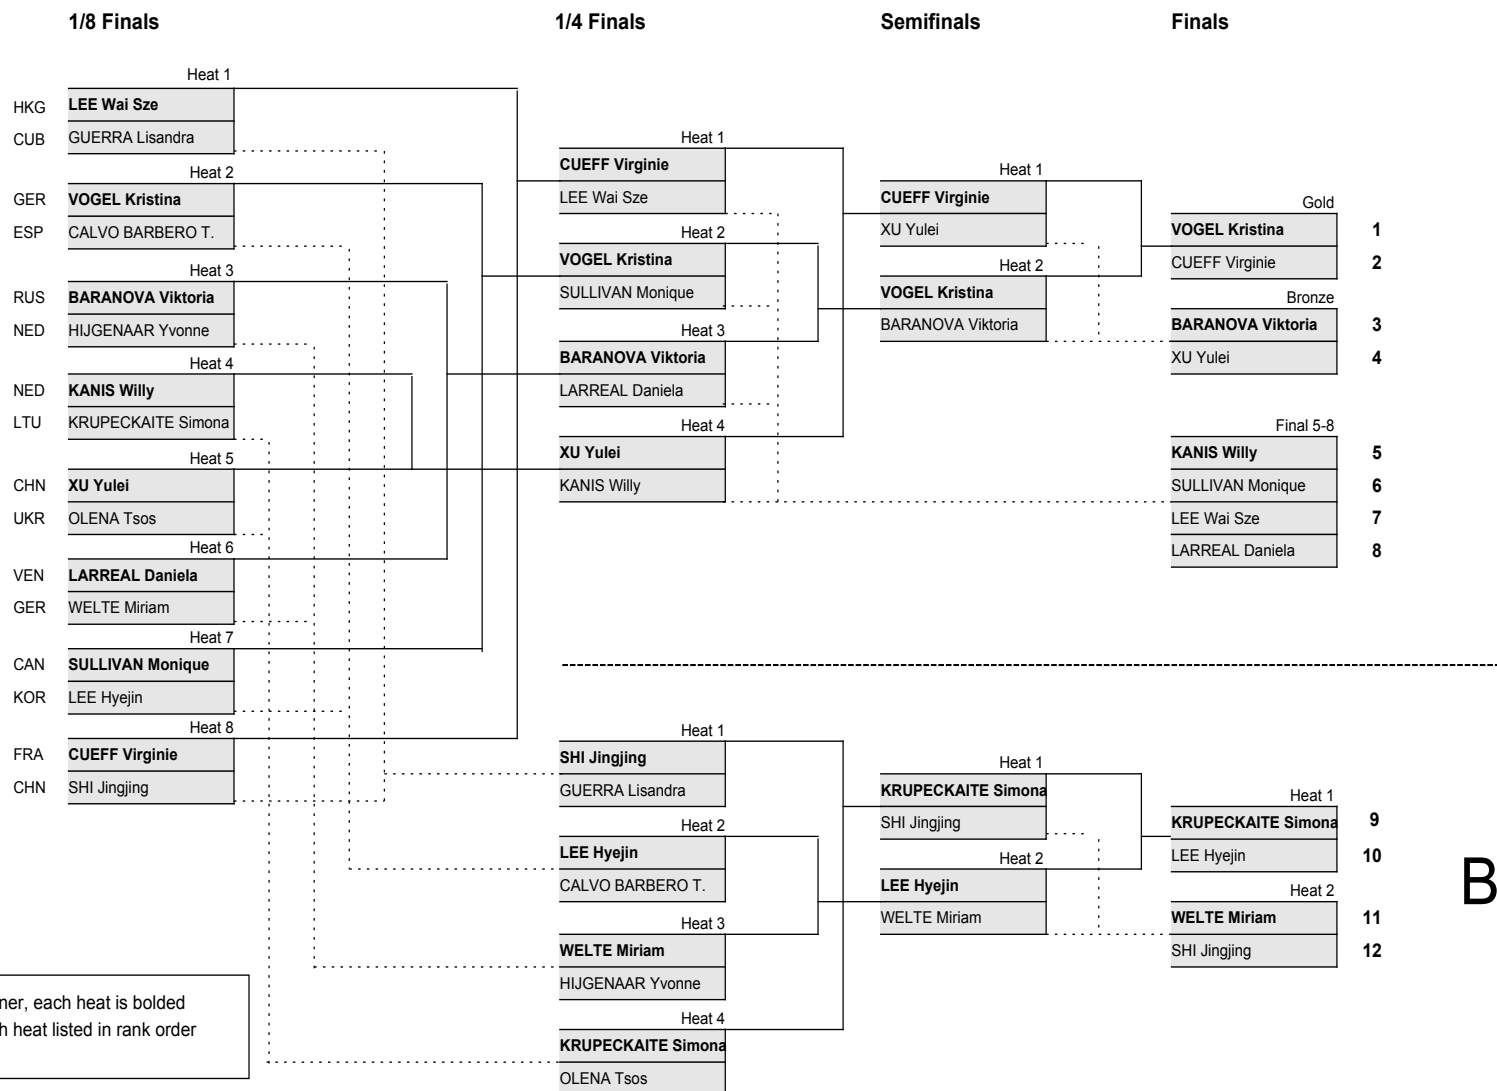 1/8 Finals
1/4 Finals
Semifinals
Finals
Heat 1
HKG LEE Wai Sze
CUB GUERRA Lisandra
Heat 2
GER VOGEL Kristina
ESP CALVO BARBERO T.
Heat 3
RUS BARANOVA Viktoria
NED HIJGENAAR Yvonne
Heat 4
NED KANIS Willy
LTU KRUPECKAITE Simona
Heat 5
CHN XU Yulei
UKR OLENA Tsos
Heat 6
VEN LARREAL Daniela
GER WELTE Miriam
Heat 7
CAN SULLIVAN Monique
KOR LEE Hyejin
Heat 8
FRA CUEFF Virginie
CHN SHI Jingjing
Heat 1
CUEFF Virginie
LEE Wai Sze
Heat 2
VOGEL Kristina
SULLIVAN Monique
Heat 3
BARANOVA Viktoria
LARREAL Daniela
Heat 4
XU Yulei
KANIS Willy
Heat 1
CUEFF Virginie
XU Yulei
Heat 2
VOGEL Kristina
BARANOVA Viktoria
Gold
VOGEL Kristina 1
CUEFF Virginie 2
Bronze
BARANOVA Viktoria 3
XU Yulei 4
Final 5-8
KANIS Willy 5
SULLIVAN Monique 6
LEE Wai Sze 7
LARREAL Daniela 8
Heat 1
SHI Jingjing
GUERRA Lisandra
Heat 2
LEE Hyejin
CALVO BARBERO T.
Heat 3
WELTE Miriam
HIJGENAAR Yvonne
Heat 4
KRUPECKAITE Simona
OLENA Tsos
Heat 1
KRUPECKAITE Simona
SHI Jingjing
Heat 2
LEE Hyejin
WELTE Miriam
Heat 1
KRUPECKAITE Simona 9
LEE Hyejin 10
Heat 2
WELTE Miriam 11
SHI Jingjing 12
B
ner, each heat is bolded
h heat listed in rank order